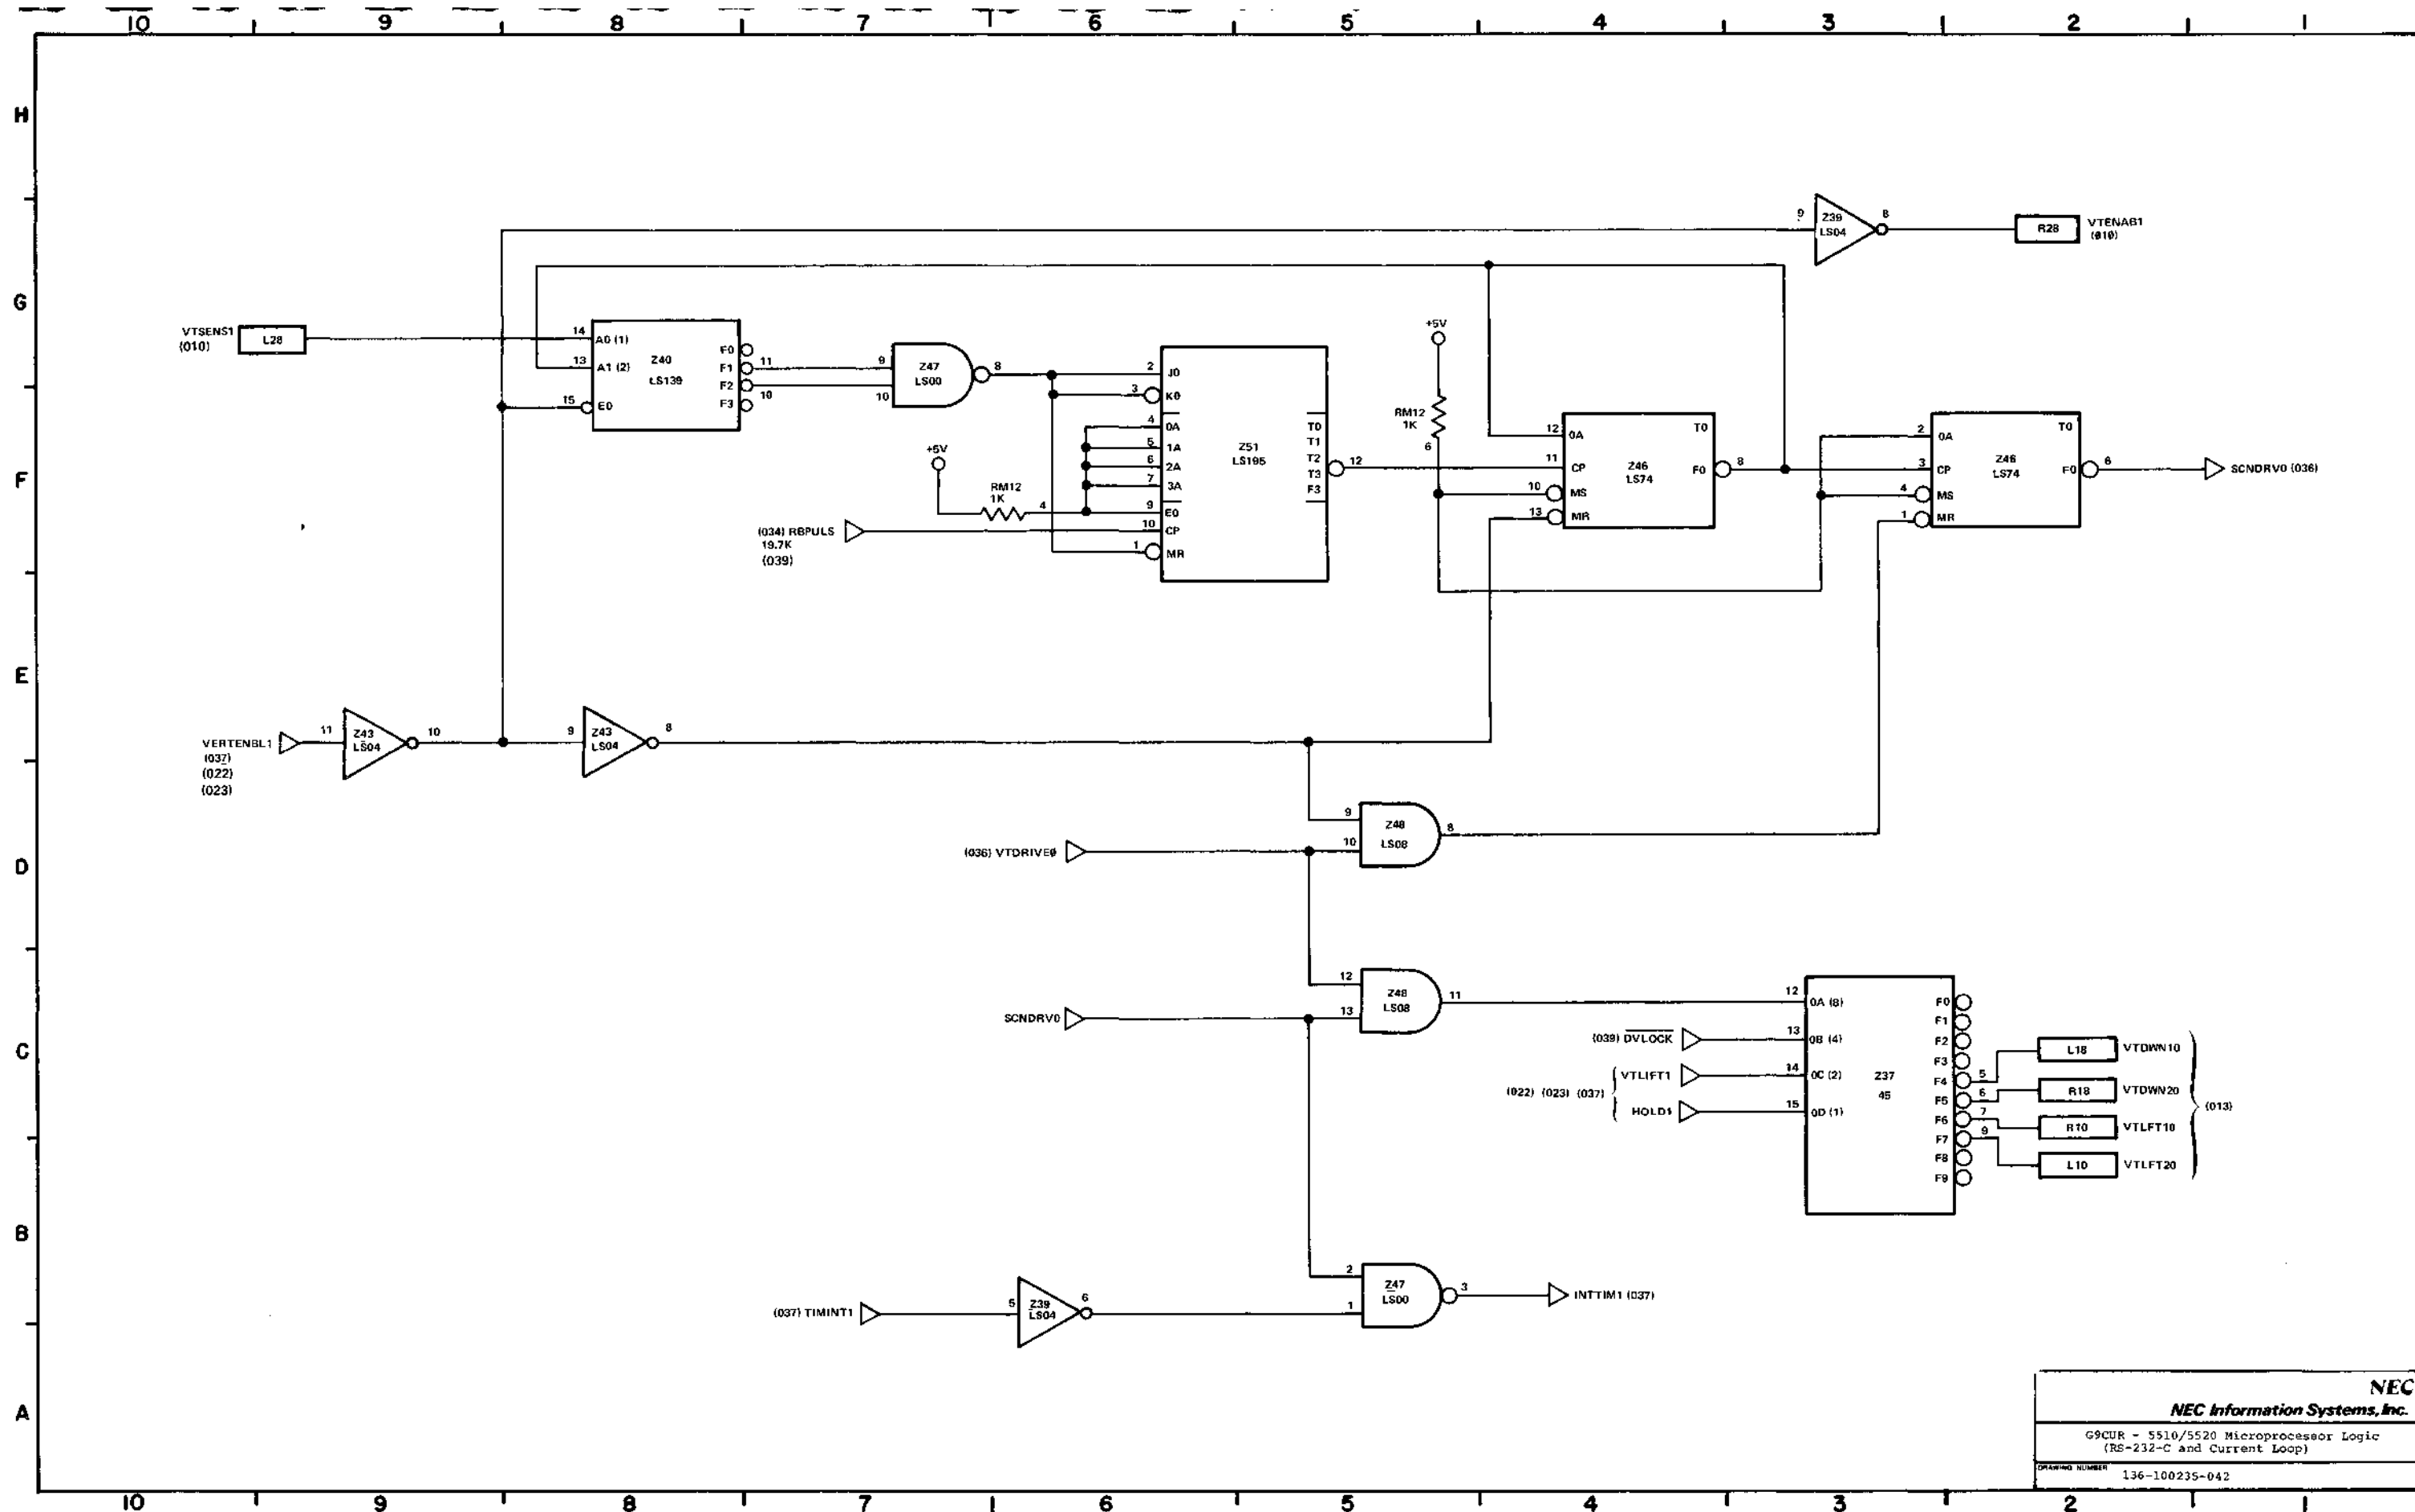 10 9 8 7 6 5 4 3 2 1
H
9 Z39 8
LS04
R28 VTENAB1
(010)
G
VTSENS1 L28
(010)
14 A0 (1)
13 A1 (2)
15 E0
Z40
LS139
F0
F1 11
F2
F3 10
9 Z47 8
10 LS00
2 J0
3 K0
4 0A
5 1A
6 2A
7 3A
9 E0
10 CP
1 MR
Z51
LS195
T0
T1
T2
T3
F3
12
+5V
RM12
1K
4
(034) RBPULS
19.7K
(039)
+5V
RM12
1K
6
12 0A
11 CP
10 MS
13 MR
Z46
LS74
T0
F0 8
2 0A
3 CP
4 MS
1 MR
Z46
LS74
T0
F0 6
SCNDRV0 (036)
F
E
VERTENBL1
(037)
(022)
(023)
11 Z43 10
LS04
9 Z43 8
LS04
D
(036) VTDRIVE0
9 Z48 8
10 LS08
SCNDRV0
12 Z48 11
13 LS08
C
(039) DVLOCK
(022) (023) (037)
VTLIFT1
HOLD1
12 0A (8)
13 0B (4)
14 0C (2)
15 0D (1)
Z37
45
F0
F1
F2
F3
F4 5
F5 6
F6 7
F7 9
F8
F9
L18 VTDWN10
R18 VTDWN20
R10 VTLFT10
L10 VTLFT20
(013)
B
(037) TIMINT1
5 Z39 6
LS04
2 Z47 3
1 LS00
INTTIM1 (037)
A
NEC
NEC Information Systems, Inc.
G9CUR - 5510/5520 Microprocessor Logic
(RS-232-C and Current Loop)
DRAWING NUMBER
136-100235-042
10 9 8 7 6 5 4 3 2